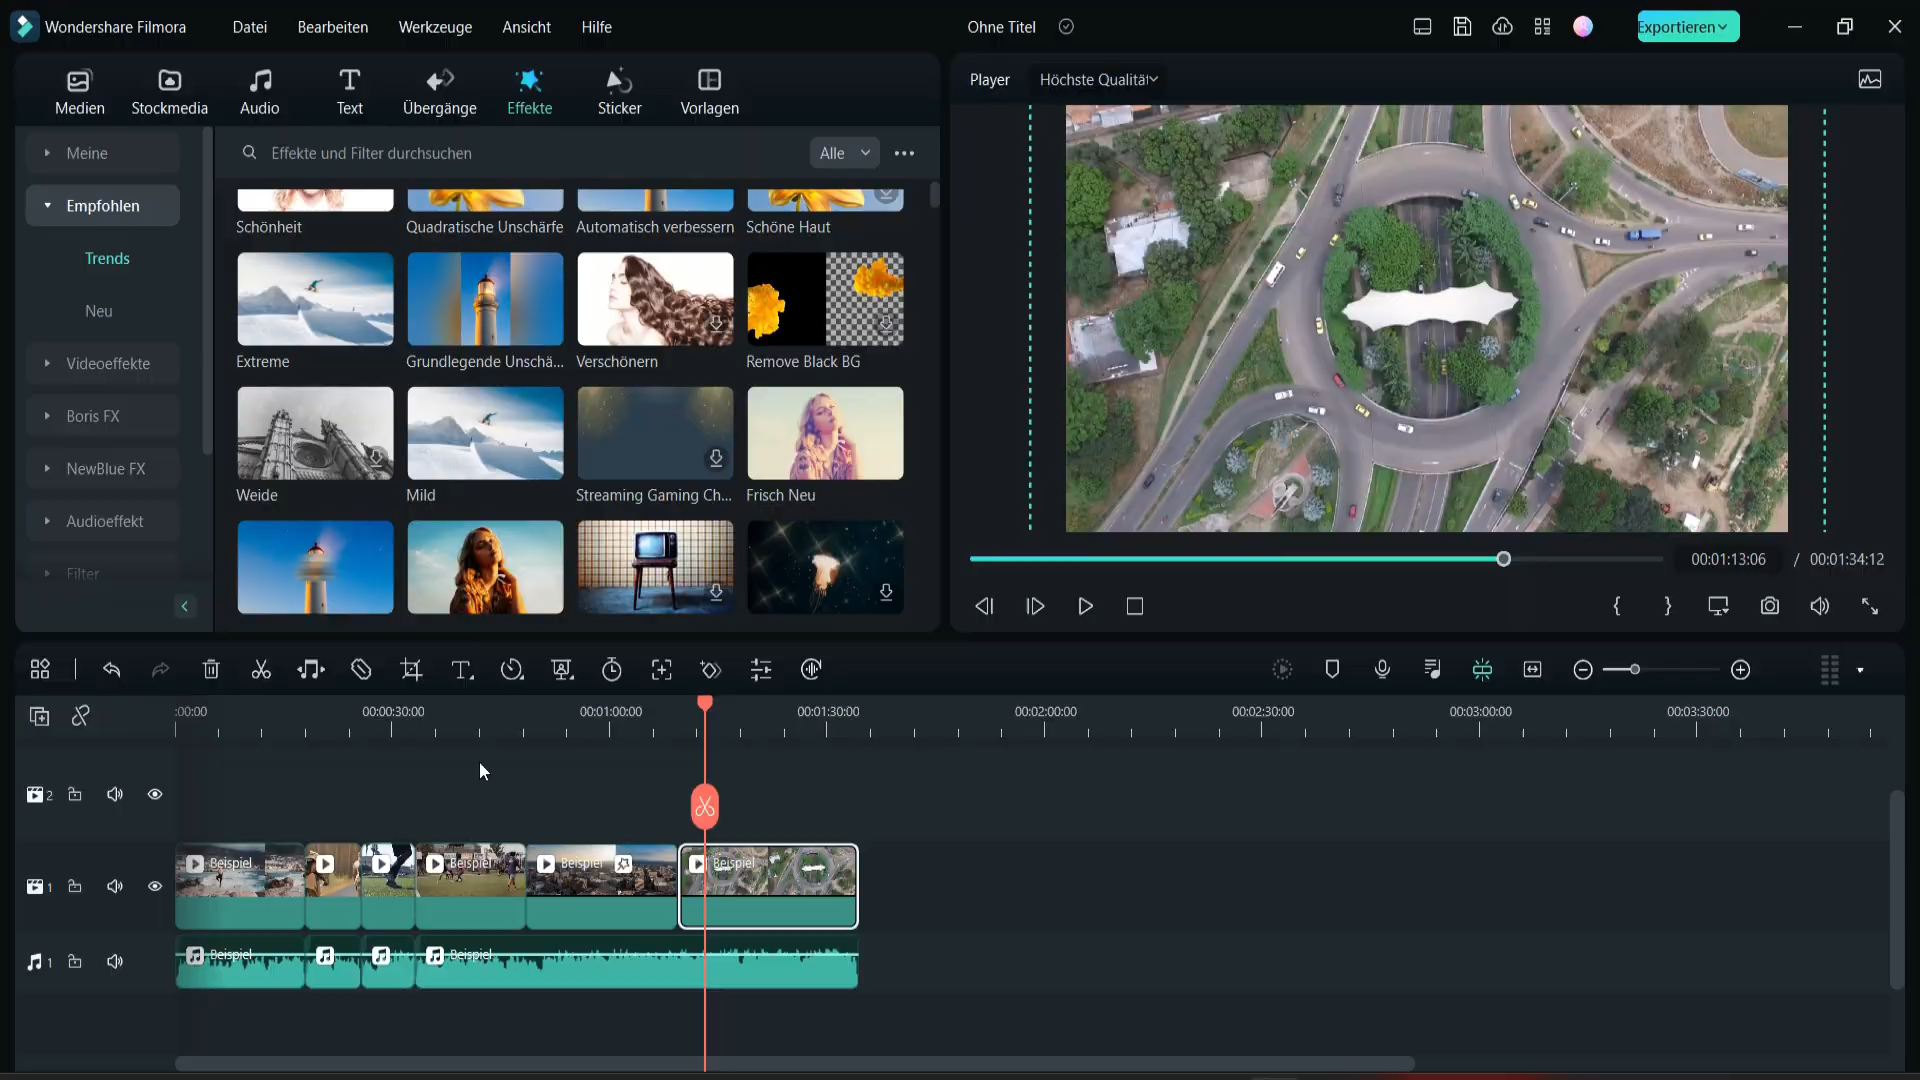 Wondershare Filmora
Datei
Bearbeiten
Werkzeuge
Ansicht
Hilfe
Ohne Titel
Exportieren
Medien
Stockmedia
Audio
Text
Übergänge
Effekte
Sticker
Vorlagen
Player
Höchste Qualität
Meine
Empfohlen
Trends
Neu
Videoeffekte
Boris FX
NewBlue FX
Audioeffekt
Filter
Effekte und Filter durchsuchen
Alle
Schönheit
Quadratische Unschärfe
Automatisch verbessern
Schöne Haut
Extreme
Grundlegende Unschä...
Verschönern
Remove Black BG
Weide
Mild
Streaming Gaming Ch...
Frisch Neu
00:01:13:06 / 00:01:34:12
:00:00
00:00:30:00
00:01:00:00
00:01:30:00
00:02:00:00
00:02:30:00
00:03:00:00
00:03:30:00
2
1
Beispiel
Beispiel
Beispiel
Beispiel
1
Beispiel
Beispiel